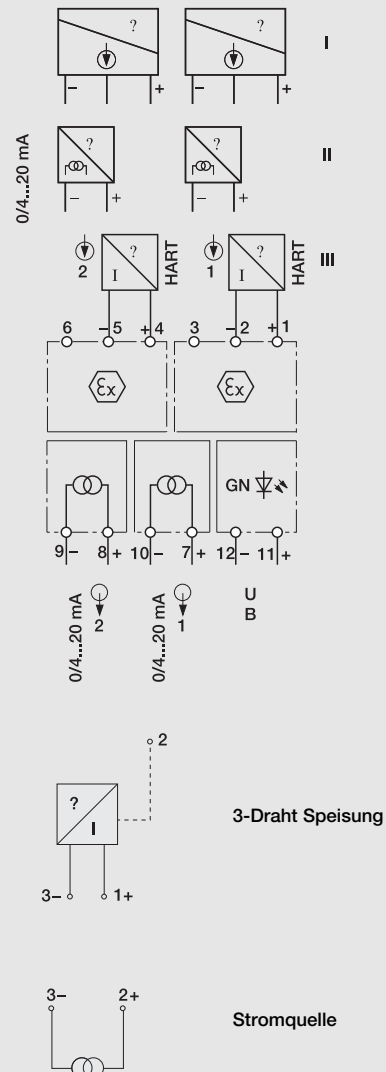 ? ? I
- + - +
0/4....20 mA
? ? II
- + - +
2 ? I HART 1 ? I HART III
6 -5 +4 3 -2 +1
Ex Ex
GN
9- 8+ 10- 7+ 12- 11+
0/4....20 mA 2 0/4....20 mA 1 U
B
2
? I 3-Draht Speisung
3- 1+
3- 2+
Stromquelle